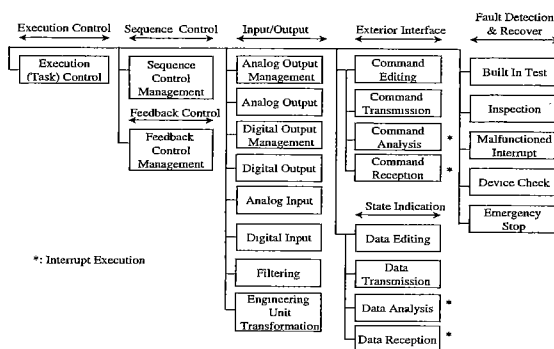 Execution Control
Execution
(Task) Control
Sequence Control
Sequence
Control
Management
Feedback Control
Feedback
Control
Management
Input/Output
Analog Output
Management
Analog Output
Digital Output
Management
Digital Output
Analog Input
Digital Input
Filtering
Engineering
Unit
Transformation
Exterior Interface
Command
Editing
Command
Transmission
Command
Analysis *
Command
Reception *
State Indication
Data Editing
Data
Transmission
Data Analysis *
Data Reception *
Fault Detection
& Recover
Built In Test
Inspection
Malfunctioned
Interrupt
Device Check
Emergency
Stop
*: Interrupt Execution